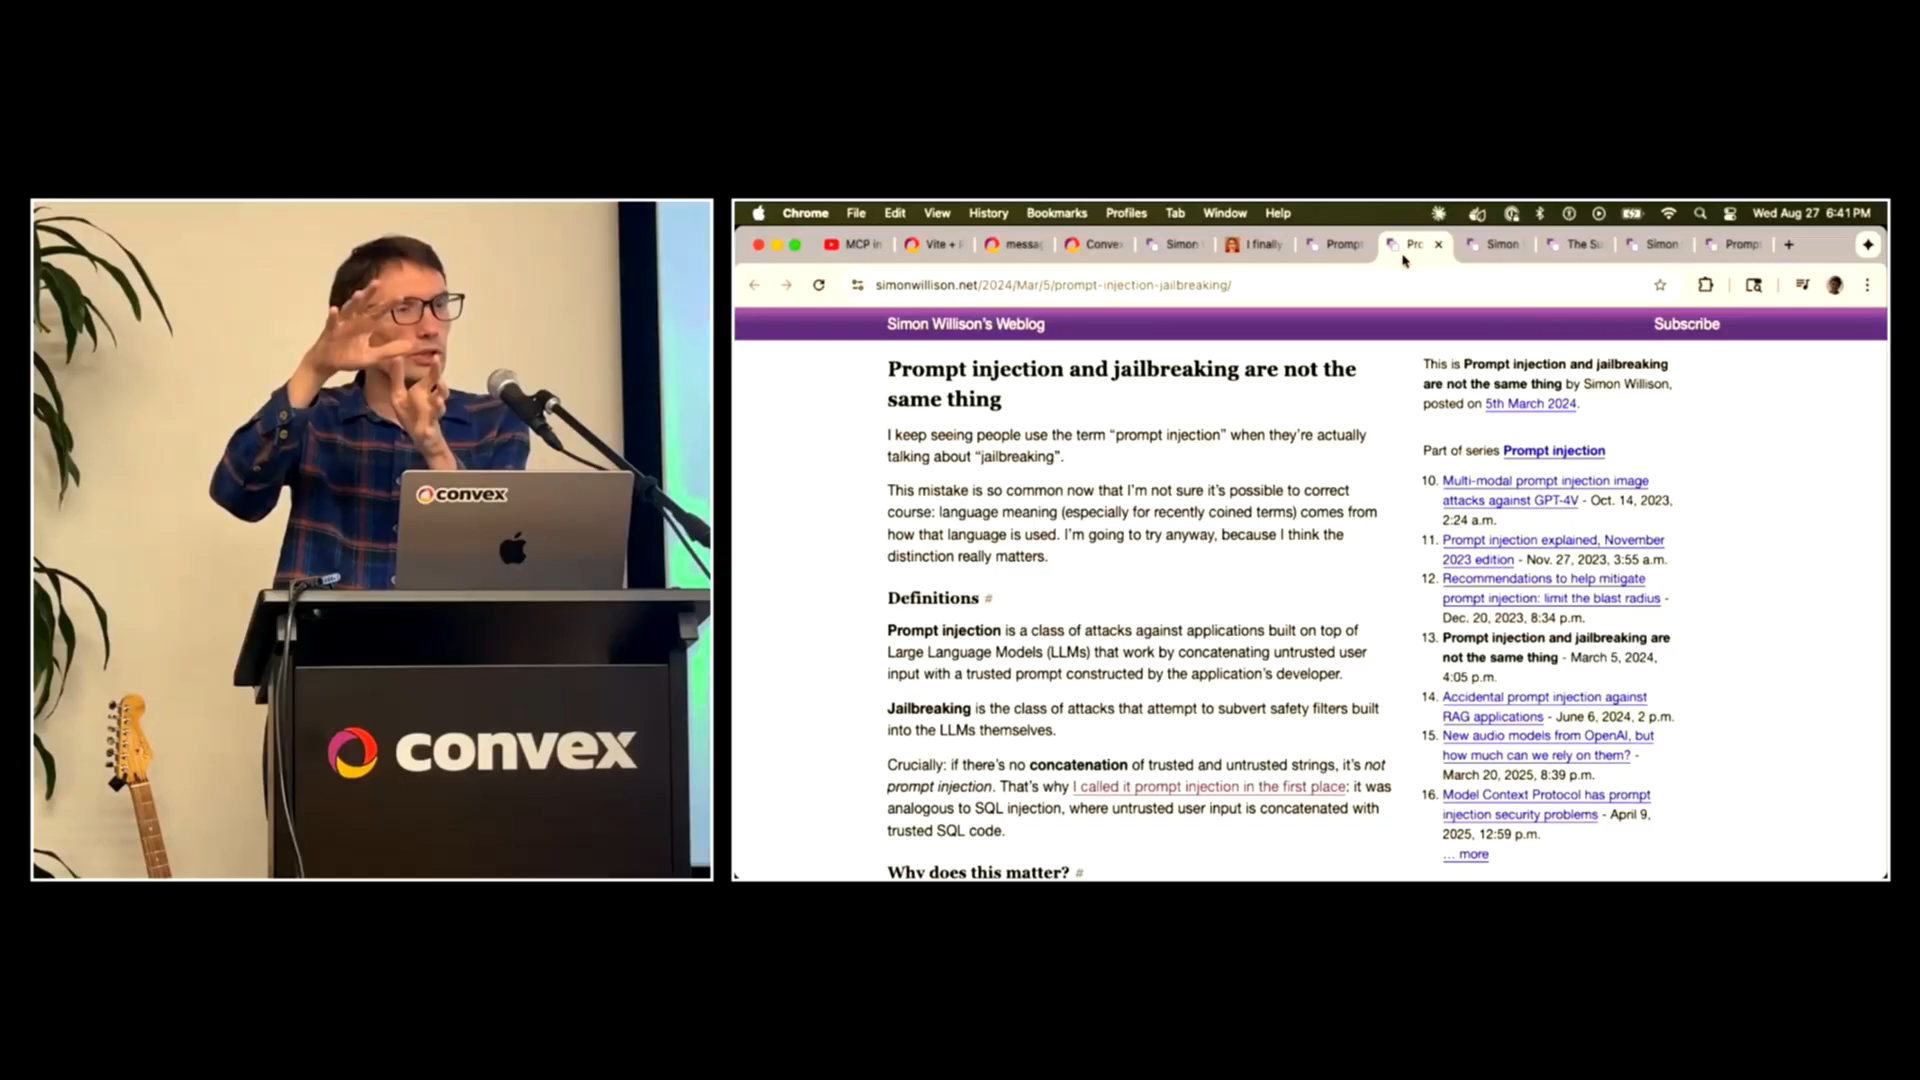 convex
convex
Chrome File Edit View History Bookmarks Profiles Tab Window Help Wed Aug 27 6:41 PM
MCP in Vite + messa Conve Simon I finally Prompt Pro Simon The Su Simon Promp
simonwillison.net/2024/Mar/5/prompt-injection-jailbreaking/
Simon Willison's Weblog Subscribe
Prompt injection and jailbreaking are not the
same thing
I keep seeing people use the term “prompt injection” when they're actually
talking about “jailbreaking”.
This mistake is so common now that I'm not sure it's possible to correct
course: language meaning (especially for recently coined terms) comes from
how that language is used. I'm going to try anyway, because I think the
distinction really matters.
Definitions #
Prompt injection is a class of attacks against applications built on top of
Large Language Models (LLMs) that work by concatenating untrusted user
input with a trusted prompt constructed by the application's developer.
Jailbreaking is the class of attacks that attempt to subvert safety filters built
into the LLMs themselves.
Crucially: if there's no concatenation of trusted and untrusted strings, it's not
prompt injection. That's why I called it prompt injection in the first place: it was
analogous to SQL injection, where untrusted user input is concatenated with
trusted SQL code.
Why does this matter? #
This is Prompt injection and jailbreaking
are not the same thing by Simon Willison,
posted on 5th March 2024.
Part of series Prompt injection
10. Multi-modal prompt injection image
attacks against GPT-4V - Oct. 14, 2023,
2:24 a.m.
11. Prompt injection explained, November
2023 edition - Nov. 27, 2023, 3:55 a.m.
12. Recommendations to help mitigate
prompt injection: limit the blast radius -
Dec. 20, 2023, 8:34 p.m.
13. Prompt injection and jailbreaking are
not the same thing - March 5, 2024,
4:05 p.m.
14. Accidental prompt injection against
RAG applications - June 6, 2024, 2 p.m.
15. New audio models from OpenAI, but
how much can we rely on them? -
March 20, 2025, 8:39 p.m.
16. Model Context Protocol has prompt
injection security problems - April 9,
2025, 12:59 p.m.
... more